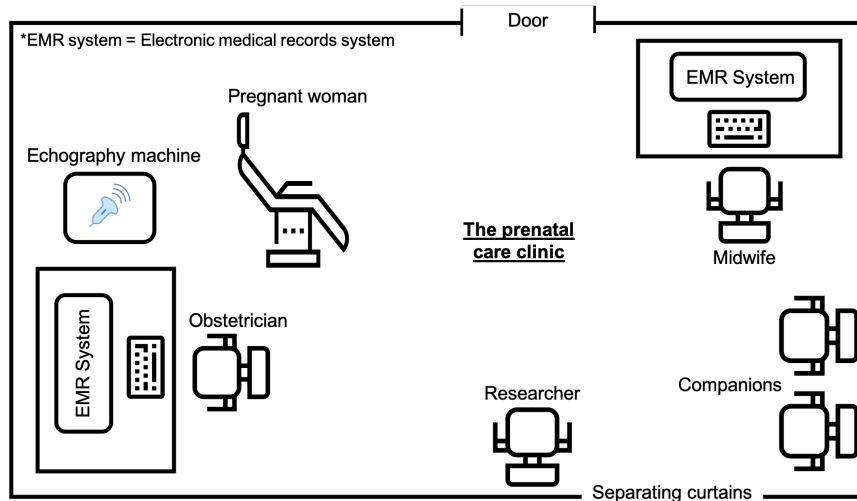 Door
*EMR system = Electronic medical records system
EMR System
Pregnant woman
Echography machine
The prenatal
care clinic
Midwife
EMR System
Obstetrician
Researcher
Companions
Separating curtains